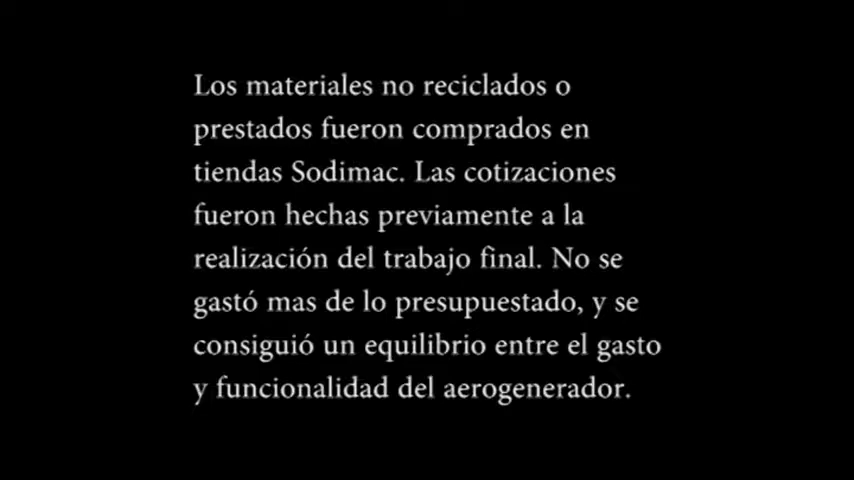 Los materiales no reciclados o
prestados fueron comprados en
tiendas Sodimac. Las cotizaciones
fueron hechas previamente a la
realización del trabajo final. No se
gastó mas de lo presupuestado, y se
consiguió un equilibrio entre el gasto
y funcionalidad del aerogenerador.